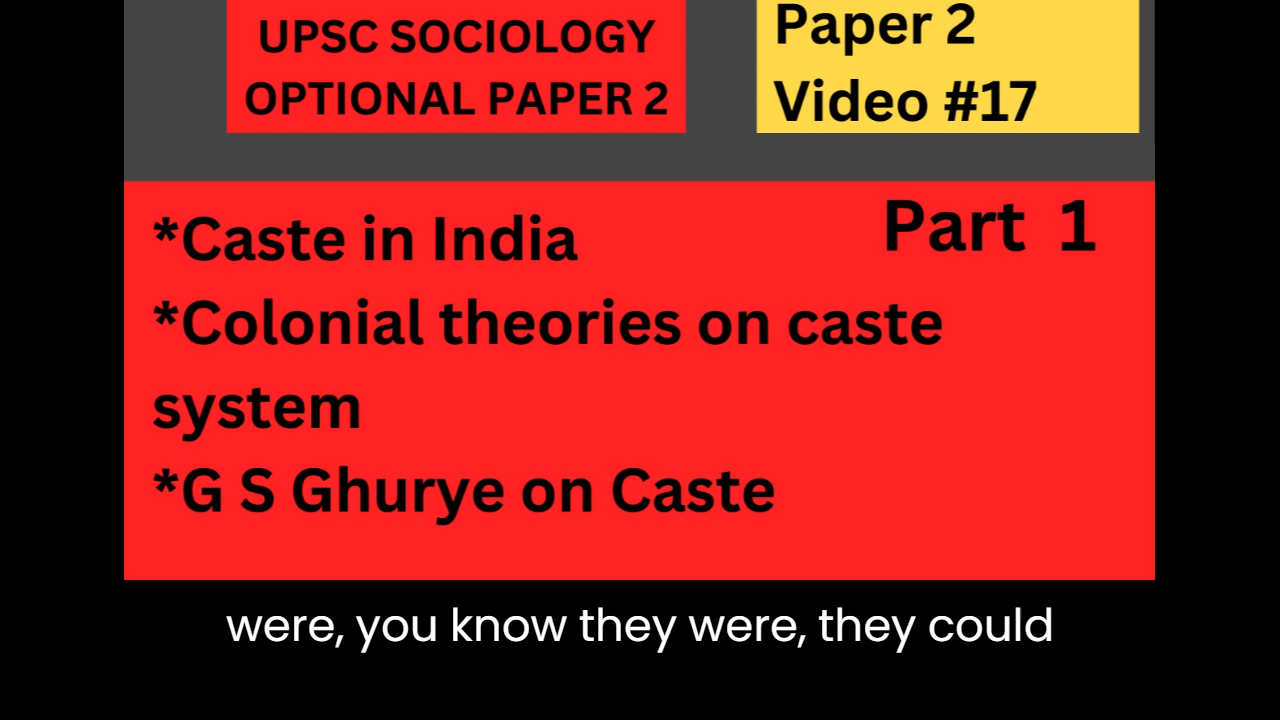 UPSC SOCIOLOGY
OPTIONAL PAPER 2
Paper 2
Video #17
Part 1
*Caste in India
*Colonial theories on caste
system
*G S Ghurye on Caste
were, you know they were, they could